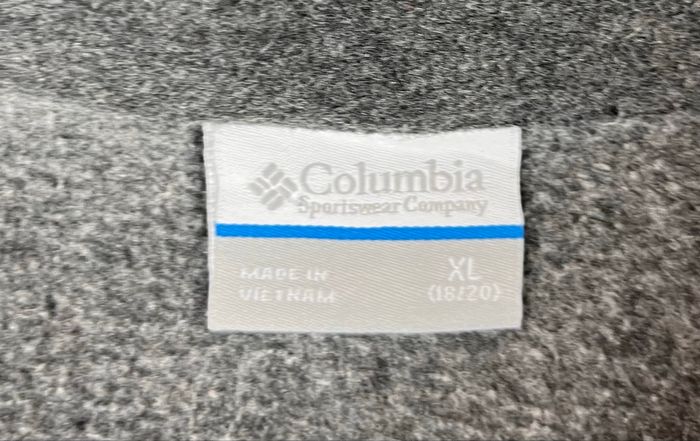 Columbia
Sportswear Company
MADE IN
VIETNAM
XL
(18/20)